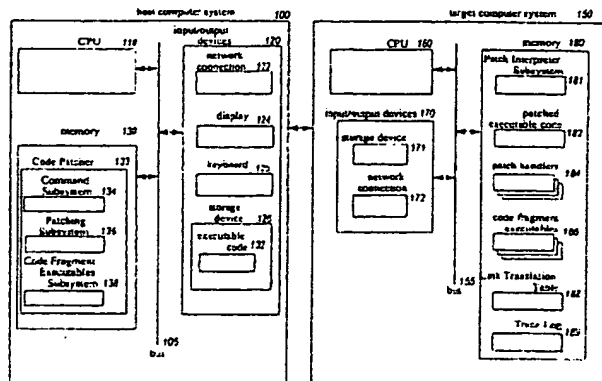 host computer system 100
CPU 110
input/output
devices 120
network
connection 122
display
124
keyboard
125
storage
device 126
executable
code 132
memory 130
Code Patcher 133
Command
Subsystem 134
Patching
Subsystem 136
Code Fragment
Executables
Subsystem 138
105
bus
target computer system 150
CPU 160
input/output devices 170
storage device
171
network
connection
172
155
bus
memory 180
Patch Interpreter
Subsystem
181
patched
executable code
patch handlers
184
code fragment
executables
Link Translation
Table
Trace Log